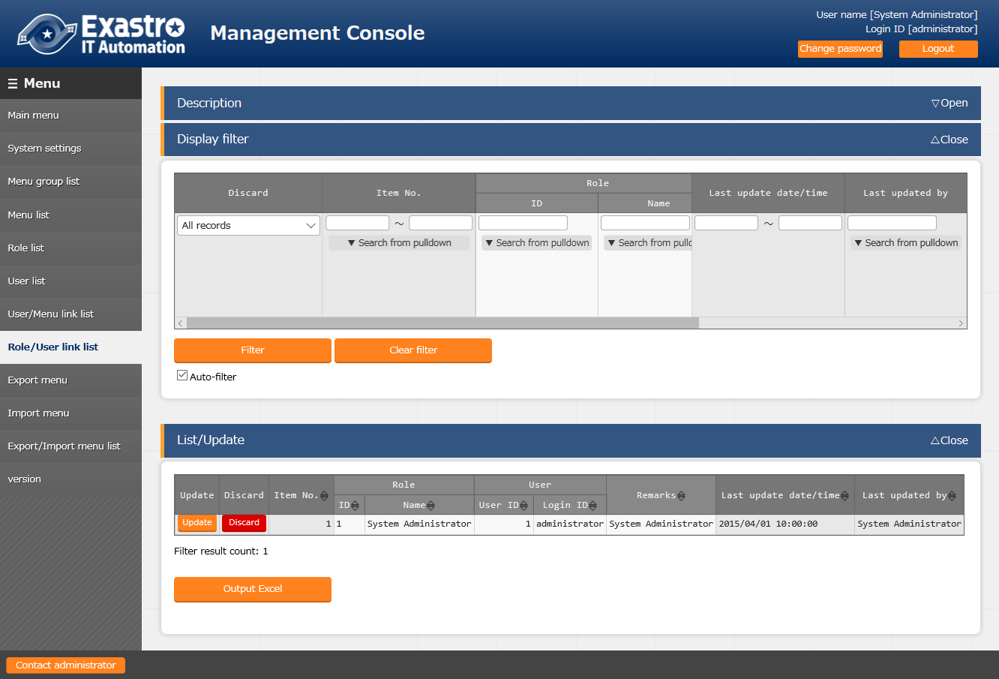 Exastro
IT Automation
Management Console
User name [System Administrator]
Login ID [administrator]
Change password
Logout
Menu
Main menu
System settings
Menu group list
Menu list
Role list
User list
User/Menu link list
Role/User link list
Export menu
Import menu
Export/Import menu list
version
Description
▽Open
Display filter
△Close
Discard
Item No.
Role
ID
Name
Last update date/time
Last updated by
All records
～
～
▼ Search from pulldown
▼ Search from pulldown
▼ Search from pulld
▼ Search from pulldown
Filter
Clear filter
Auto-filter
List/Update
△Close
Update
Discard
Item No.
Role
ID
Name
User
User ID
Login ID
Remarks
Last update date/time
Last updated by
Update
Discard
1
1
System Administrator
1
administrator
System Administrator
2015/04/01 10:00:00
System Administrator
Filter result count: 1
Output Excel
Contact administrator